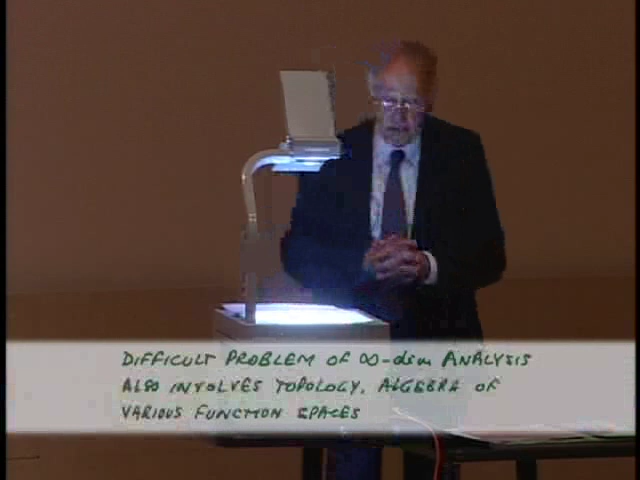 DIFFICULT PROBLEM OF ∞-dim ANALYSIS
ALSO INVOLVES TOPOLOGY, ALGEBRA OF
VARIOUS FUNCTION SPACES